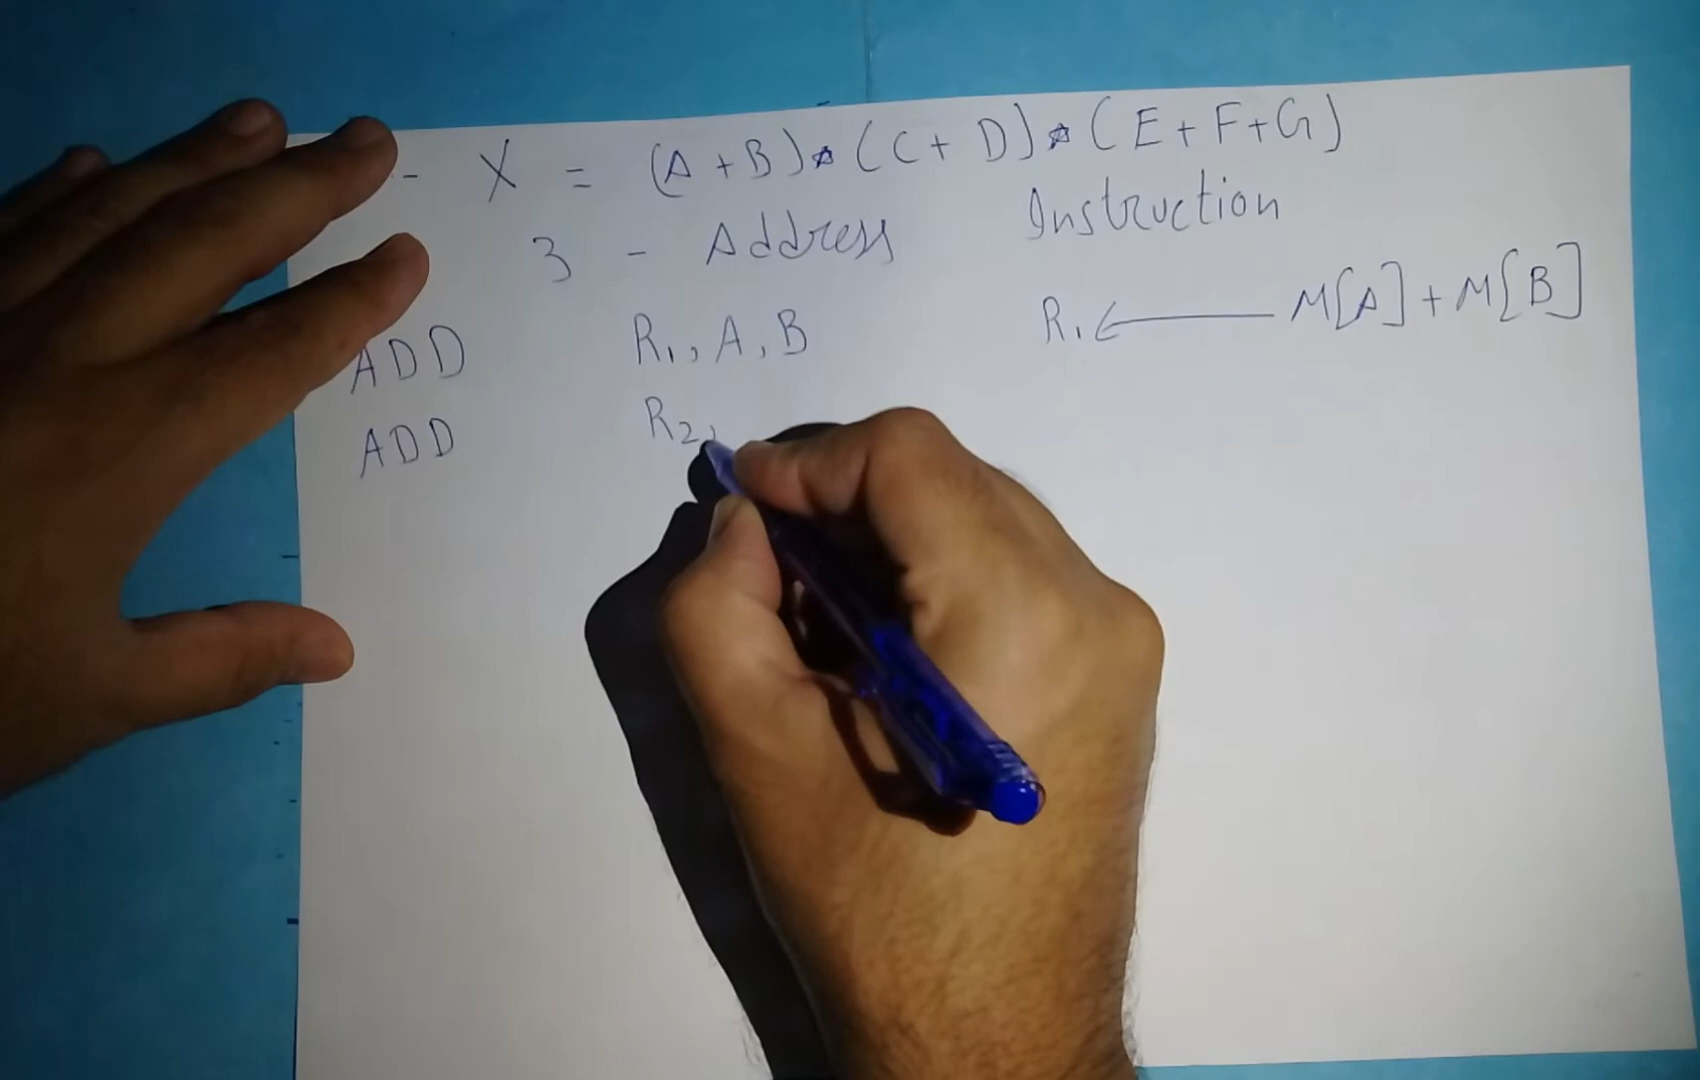 - X = (A + B) * (C + D) * (E + F + G)
3 - Address Instruction
ADD R1, A, B R1 ← M[A] + M[B]
ADD R2,